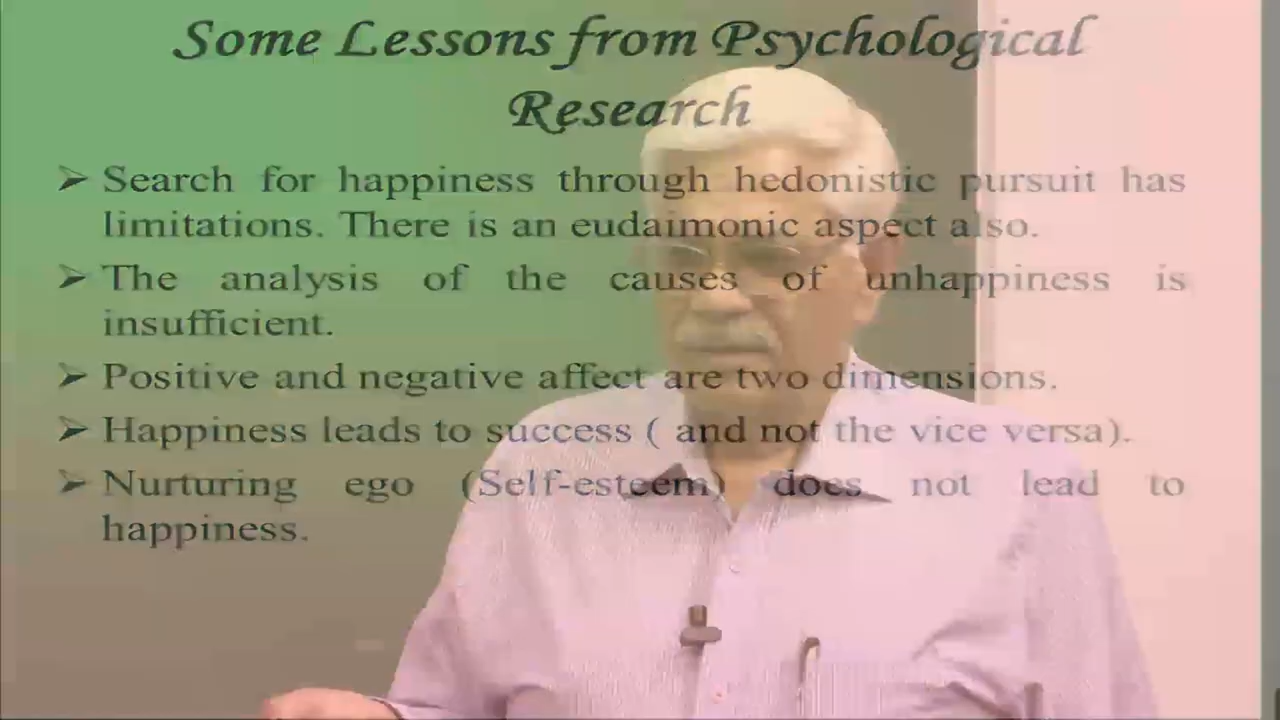 Some Lessons from Psychological
Research
➢ Search for happiness through hedonistic pursuit has
limitations. There is an eudaimonic aspect also.
➢ The analysis of the causes of unhappiness is
insufficient.
➢ Positive and negative affect are two dimensions.
➢ Happiness leads to success ( and not the vice versa).
➢ Nurturing ego (Self-esteem) does not lead to
happiness.